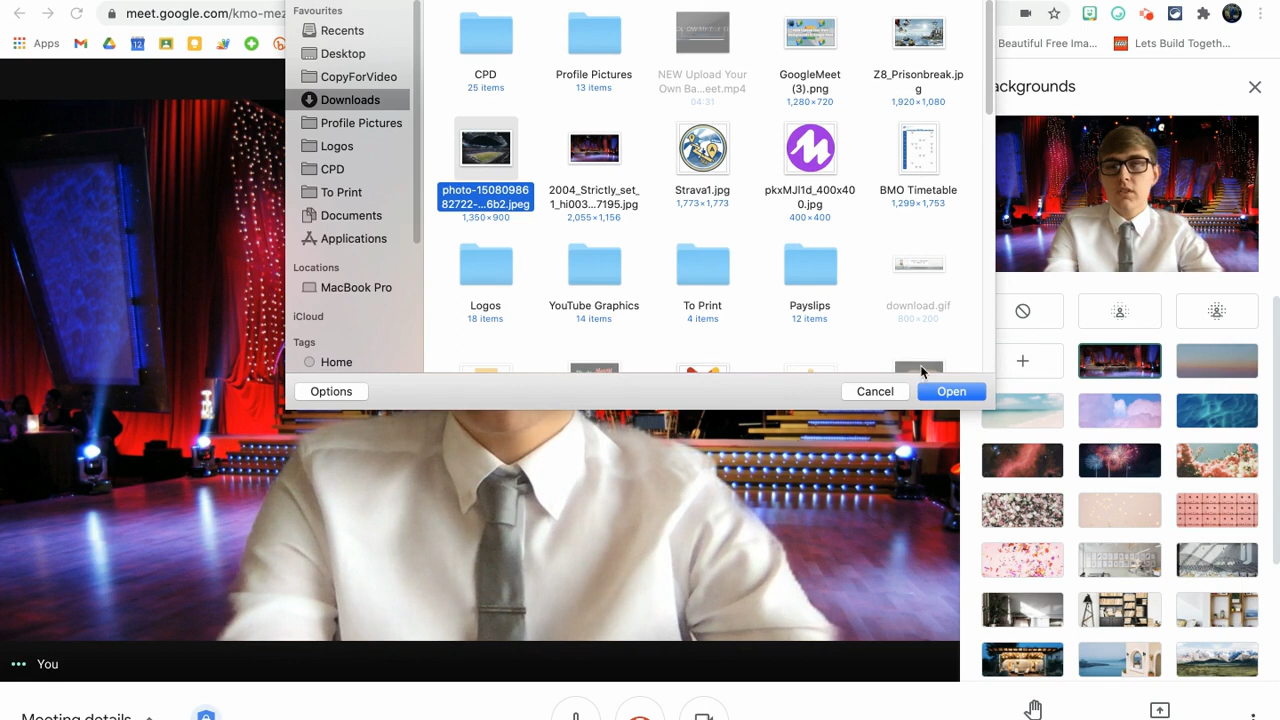 meet.google.com/kmo-mez
Apps
Beautiful Free Ima...
Lets Build Togeth...
Favourites
Recents
Desktop
CopyForVideo
Downloads
Profile Pictures
Logos
CPD
To Print
Documents
Applications
Locations
MacBook Pro
iCloud
Tags
Home
CPD
25 items
Profile Pictures
13 items
NEW Upload Your
Own Ba...eet.mp4
04:31
GoogleMeet
(3).png
1,280×720
Z8_Prisonbreak.jp
g
1,920×1,080
photo-15080986
82722-...6b2.jpeg
1,350×900
2004_Strictly_set_
1_hi003...7195.jpg
2,055×1,156
Strava1.jpg
1,773×1,773
pkxMJI1d_400x40
0.jpg
400×400
BMO Timetable
1,299×1,753
Logos
18 items
YouTube Graphics
14 items
To Print
4 items
Payslips
12 items
download.gif
800×200
Options
Cancel
Open
ackgrounds
You
Meeting details